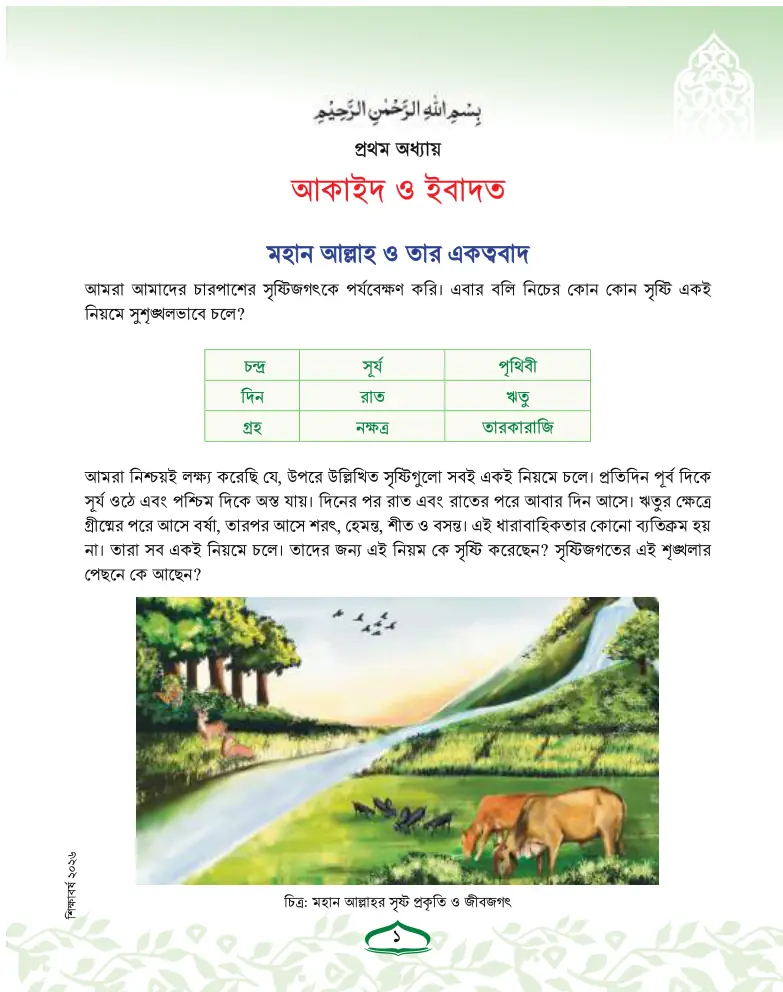 بِسْمِ اللهِ الرَّحْمٰنِ الرَّحِيْمِ
প্রথম অধ্যায়
আকাইদ ও ইবাদত
মহান আল্লাহ ও তার একত্ববাদ
আমরা আমাদের চারপাশের সৃষ্টিজগৎকে পর্যবেক্ষণ করি। এবার বলি নিচের কোন কোন সৃষ্টি একই
নিয়মে সুশৃঙ্খলভাবে চলে?
চন্দ্র সূর্য পৃথিবী
দিন রাত ঋতু
গ্রহ নক্ষত্র তারকারাজি
আমরা নিশ্চয়ই লক্ষ্য করেছি যে, উপরে উল্লিখিত সৃষ্টিগুলো সবই একই নিয়মে চলে। প্রতিদিন পূর্ব দিকে
সূর্য ওঠে এবং পশ্চিম দিকে অস্ত যায়। দিনের পর রাত এবং রাতের পরে আবার দিন আসে। ঋতুর ক্ষেত্রে
গ্রীষ্মের পরে আসে বর্ষা, তারপর আসে শরৎ, হেমন্ত, শীত ও বসন্ত। এই ধারাবাহিকতার কোনো ব্যতিক্রম হয়
না। তারা সব একই নিয়মে চলে। তাদের জন্য এই নিয়ম কে সৃষ্টি করেছেন? সৃষ্টিজগতের এই শৃঙ্খলার
পেছনে কে আছেন?
চিত্র: মহান আল্লাহর সৃষ্ট প্রকৃতি ও জীবজগৎ
শিক্ষাবর্ষ ২০২৬
১